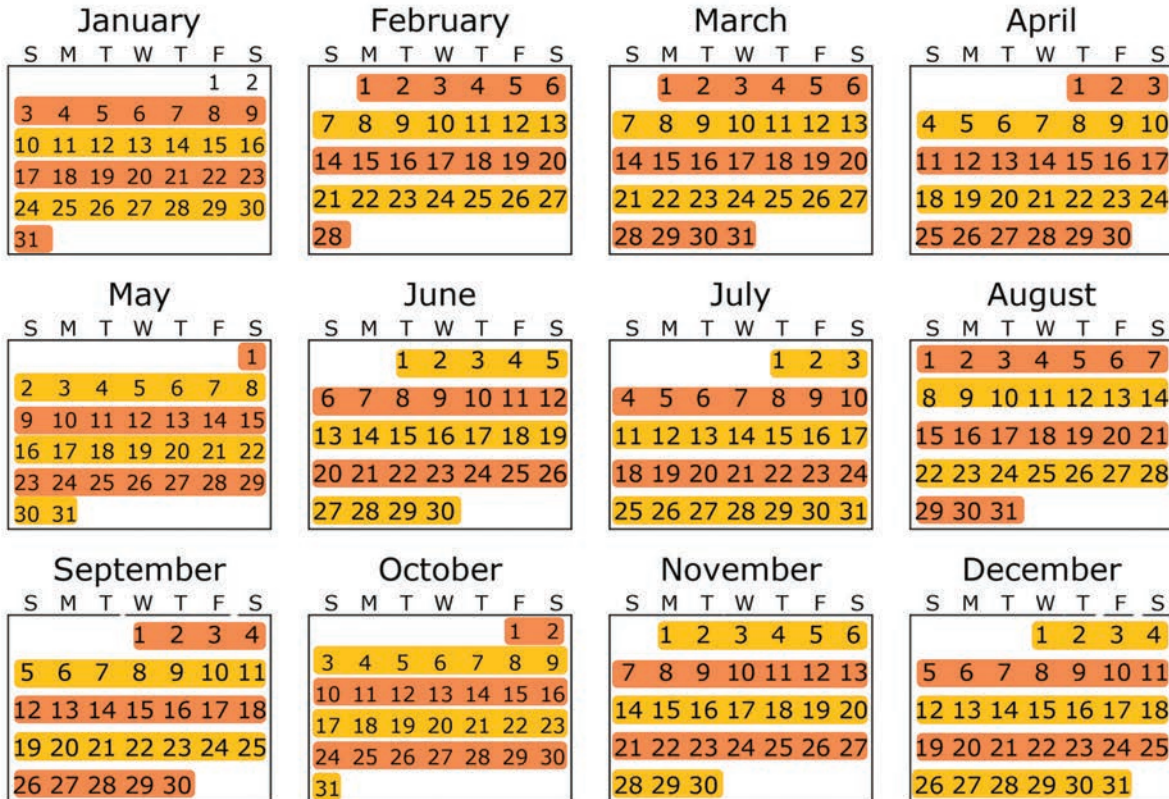 January
S M T W T F S
1 2
3 4 5 6 7 8 9
10 11 12 13 14 15 16
17 18 19 20 21 22 23
24 25 26 27 28 29 30
31
February
S M T W T F S
1 2 3 4 5 6
7 8 9 10 11 12 13
14 15 16 17 18 19 20
21 22 23 24 25 26 27
28
March
S M T W T F S
1 2 3 4 5 6
7 8 9 10 11 12 13
14 15 16 17 18 19 20
21 22 23 24 25 26 27
28 29 30 31
April
S M T W T F S
1 2 3
4 5 6 7 8 9 10
11 12 13 14 15 16 17
18 19 20 21 22 23 24
25 26 27 28 29 30
May
S M T W T F S
1
2 3 4 5 6 7 8
9 10 11 12 13 14 15
16 17 18 19 20 21 22
23 24 25 26 27 28 29
30 31
June
S M T W T F S
1 2 3 4 5
6 7 8 9 10 11 12
13 14 15 16 17 18 19
20 21 22 23 24 25 26
27 28 29 30
July
S M T W T F S
1 2 3
4 5 6 7 8 9 10
11 12 13 14 15 16 17
18 19 20 21 22 23 24
25 26 27 28 29 30 31
August
S M T W T F S
1 2 3 4 5 6 7
8 9 10 11 12 13 14
15 16 17 18 19 20 21
22 23 24 25 26 27 28
29 30 31
September
S M T W T F S
1 2 3 4
5 6 7 8 9 10 11
12 13 14 15 16 17 18
19 20 21 22 23 24 25
26 27 28 29 30
October
S M T W T F S
1 2
3 4 5 6 7 8 9
10 11 12 13 14 15 16
17 18 19 20 21 22 23
24 25 26 27 28 29 30
31
November
S M T W T F S
1 2 3 4 5 6
7 8 9 10 11 12 13
14 15 16 17 18 19 20
21 22 23 24 25 26 27
28 29 30
December
S M T W T F S
1 2 3 4
5 6 7 8 9 10 11
12 13 14 15 16 17 18
19 20 21 22 23 24 25
26 27 28 29 30 31